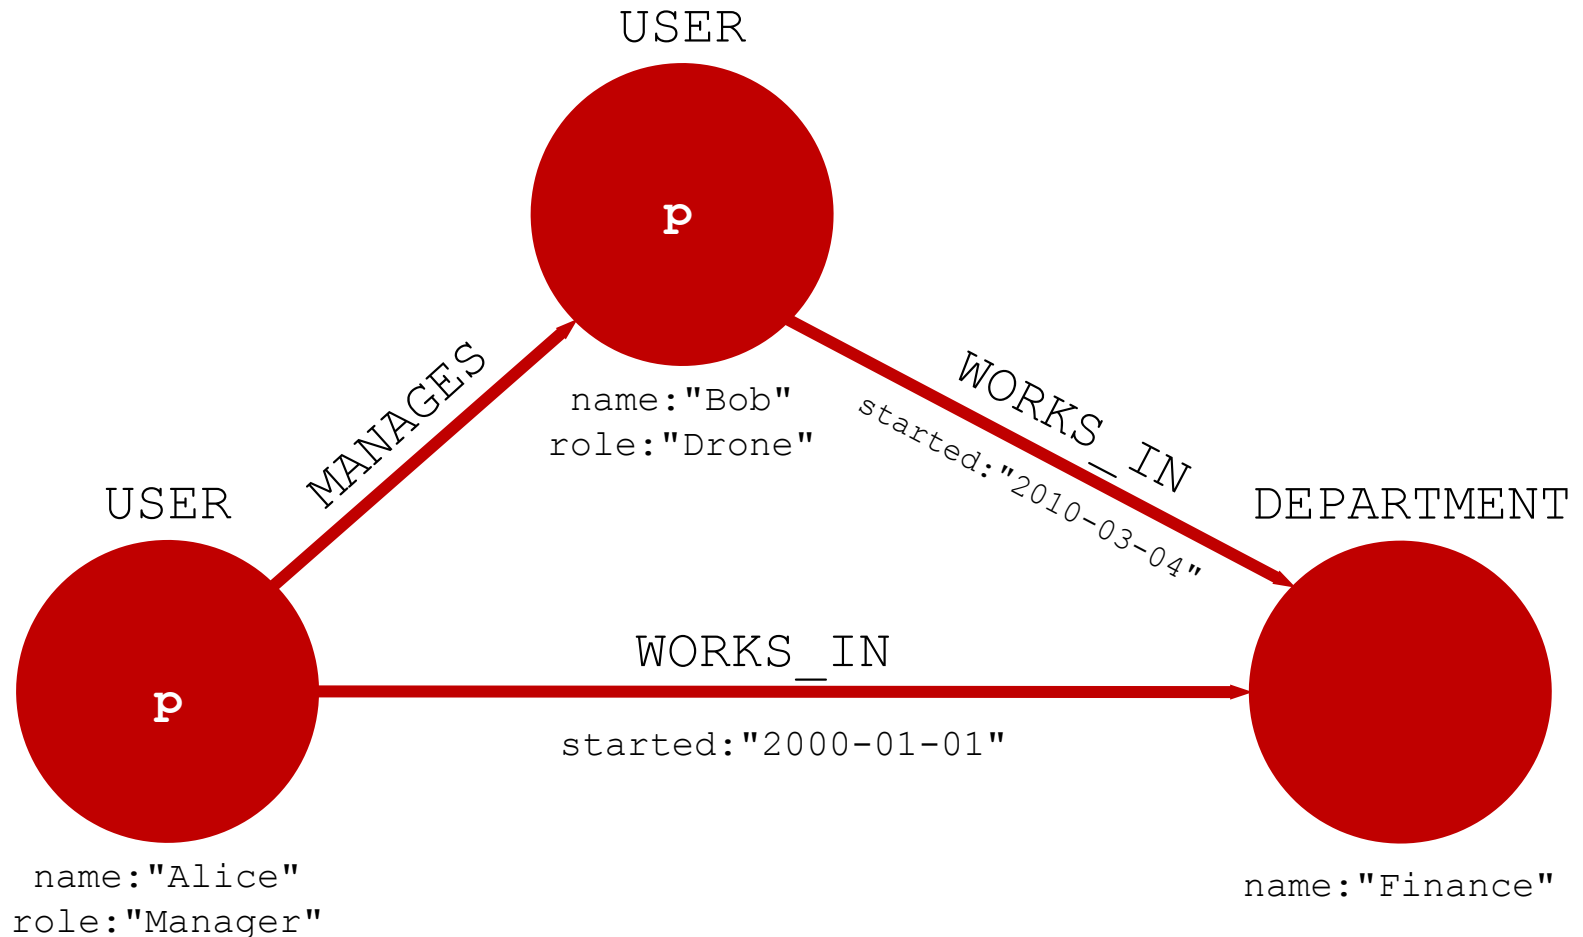 USER
p
name:"Bob"
role:"Drone"
MANAGES
WORKS_IN
started:"2010-03-04"
USER
p
name:"Alice"
role:"Manager"
WORKS_IN
started:"2000-01-01"
DEPARTMENT
name:"Finance"